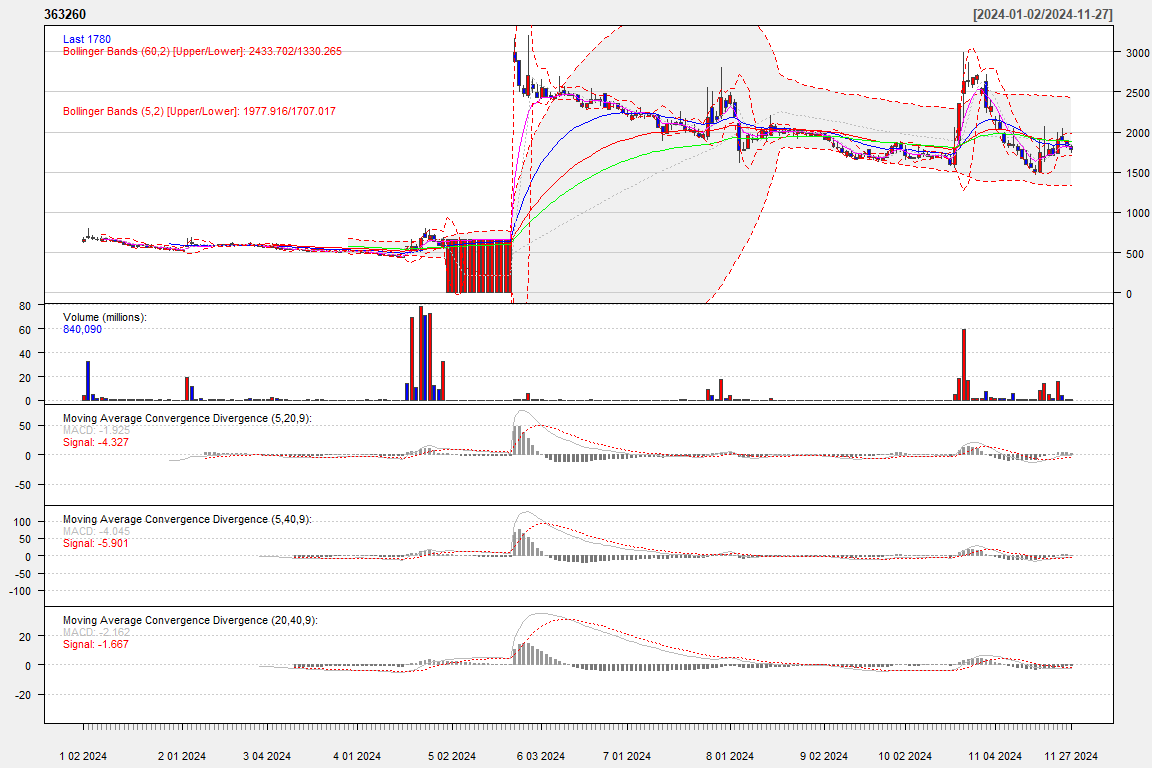 363260 [2024-01-02/2024-11-27]
Last 1780
Bollinger Bands (60,2) [Upper/Lower]: 2433.702/1330.265
Bollinger Bands (5,2) [Upper/Lower]: 1977.916/1707.017
3000
2500
2000
1500
1000
500
0
Volume (millions):
840,090
80
60
40
20
0
Moving Average Convergence Divergence (5,20,9):
MACD: -1.925
Signal: -4.327
50
0
-50
Moving Average Convergence Divergence (5,40,9):
MACD: -4.045
Signal: -5.901
100
50
0
-50
-100
Moving Average Convergence Divergence (20,40,9):
MACD: -2.162
Signal: -1.667
20
0
-20
1 02 2024 2 01 2024 3 04 2024 4 01 2024 5 02 2024 6 03 2024 7 01 2024 8 01 2024 9 02 2024 10 02 2024 11 04 2024 11 27 2024